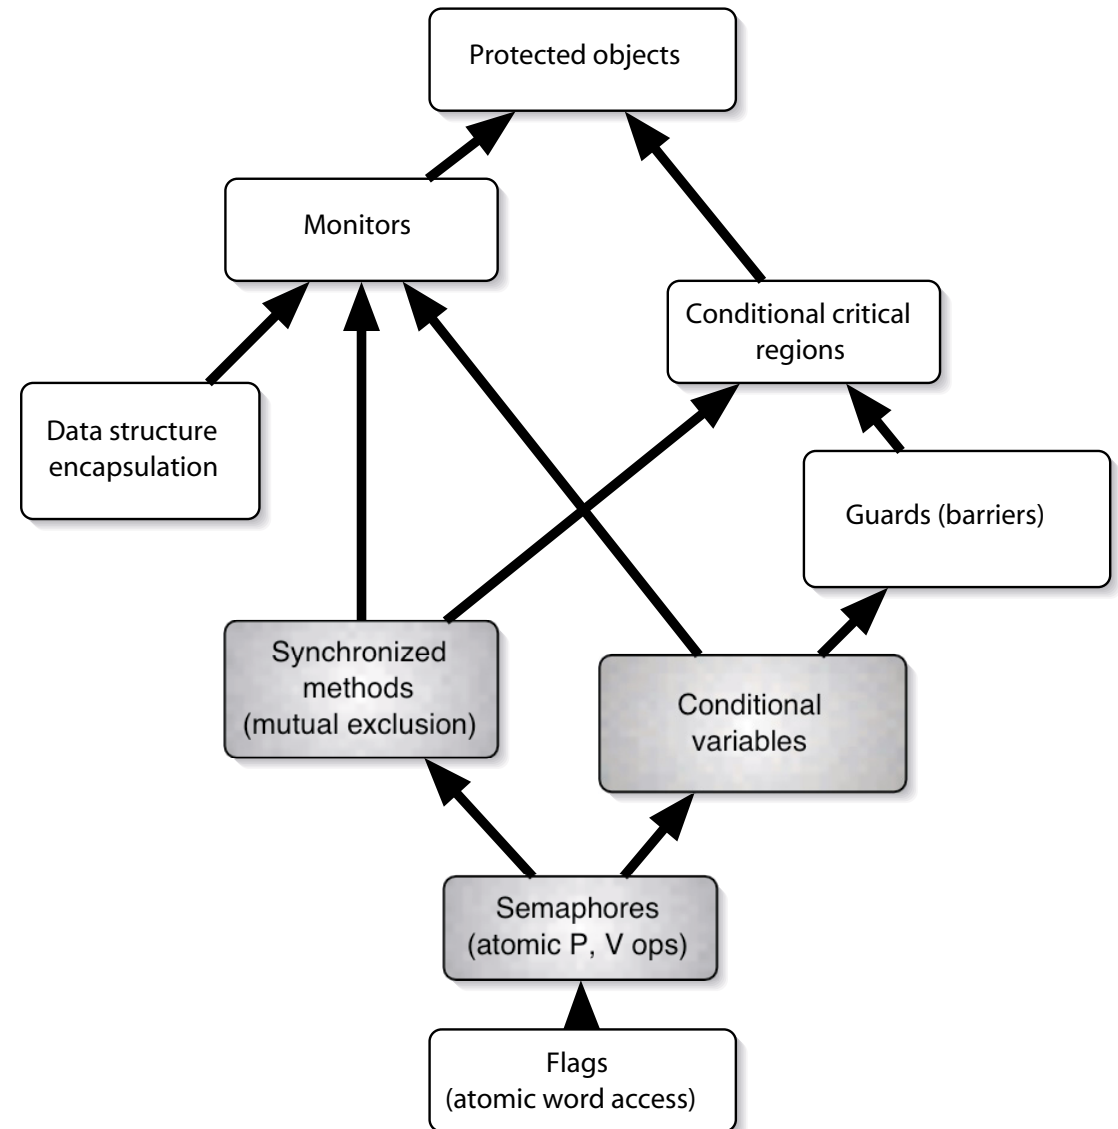 Protected objects
Monitors
Conditional critical
regions
Data structure
encapsulation
Guards (barriers)
Synchronized
methods
(mutual exclusion)
Conditional
variables
Semaphores
(atomic P, V ops)
Flags
(atomic word access)